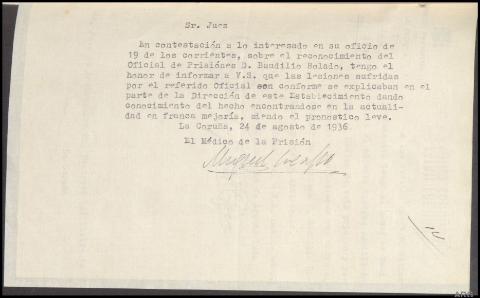 Sr. Juez
En contestación a lo interesado en su oficio de
19 de los corrientes, sobre el reconocimiento del
Oficial de Prisiónes D. Baudilio Bolado, tengo el
honor de informar a V.S. que las lesiones sufridas
por el referido Oficial son conforme se explicaban en el
parte de la Dirección de este Establecimiento dando
conocimiento del hecho encontrandose en la actuali-
dad en franca mejoría, siendo el pronostico leve.
La Coruña, 24 de agosto de 1936
El Médico de la Prisión
Miguel